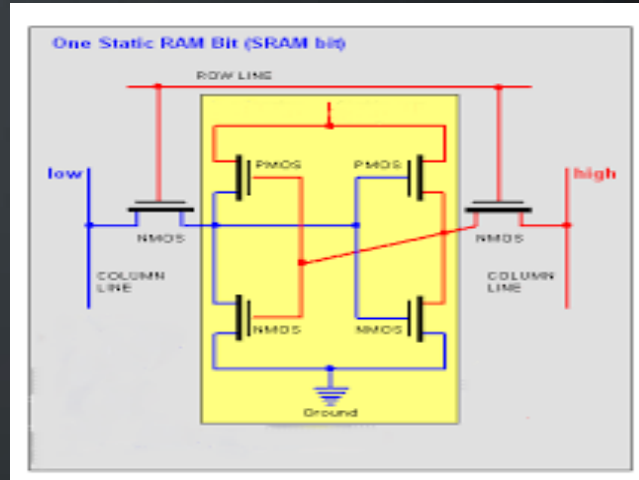 One Static RAM Bit (SRAM bit)
ROW LINE
PMOS PMOS
low high
NMOS NMOS
COLUMN COLUMN
LINE LINE
NMOS NMOS
Ground